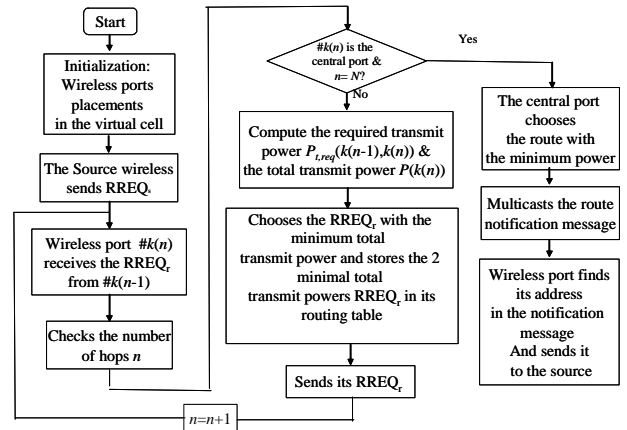 Start
Initialization:
Wireless ports
placements
in the virtual cell
The Source wireless
sends RREQs
Wireless port #k(n)
receives the RREQr
from #k(n-1)
Checks the number
of hops n
n=n+1
#k(n) is the
central port &
n= N?
Yes
No
Compute the required transmit
power Pt,req(k(n-1),k(n)) &
the total transmit power P(k(n))
Chooses the RREQr with the
minimum total
transmit power and stores the 2
minimal total
transmit powers RREQr in its
routing table
Sends its RREQr
The central port
chooses
the route with
the minimum power
Multicasts the route
notification message
Wireless port finds
its address
in the notification
message
And sends it
to the source